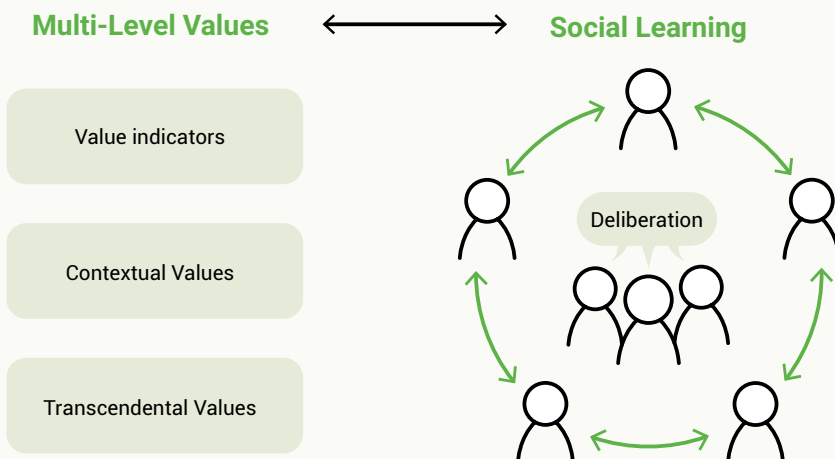 Multi-Level Values
Social Learning
Value indicators
Contextual Values
Transcendental Values
Deliberation